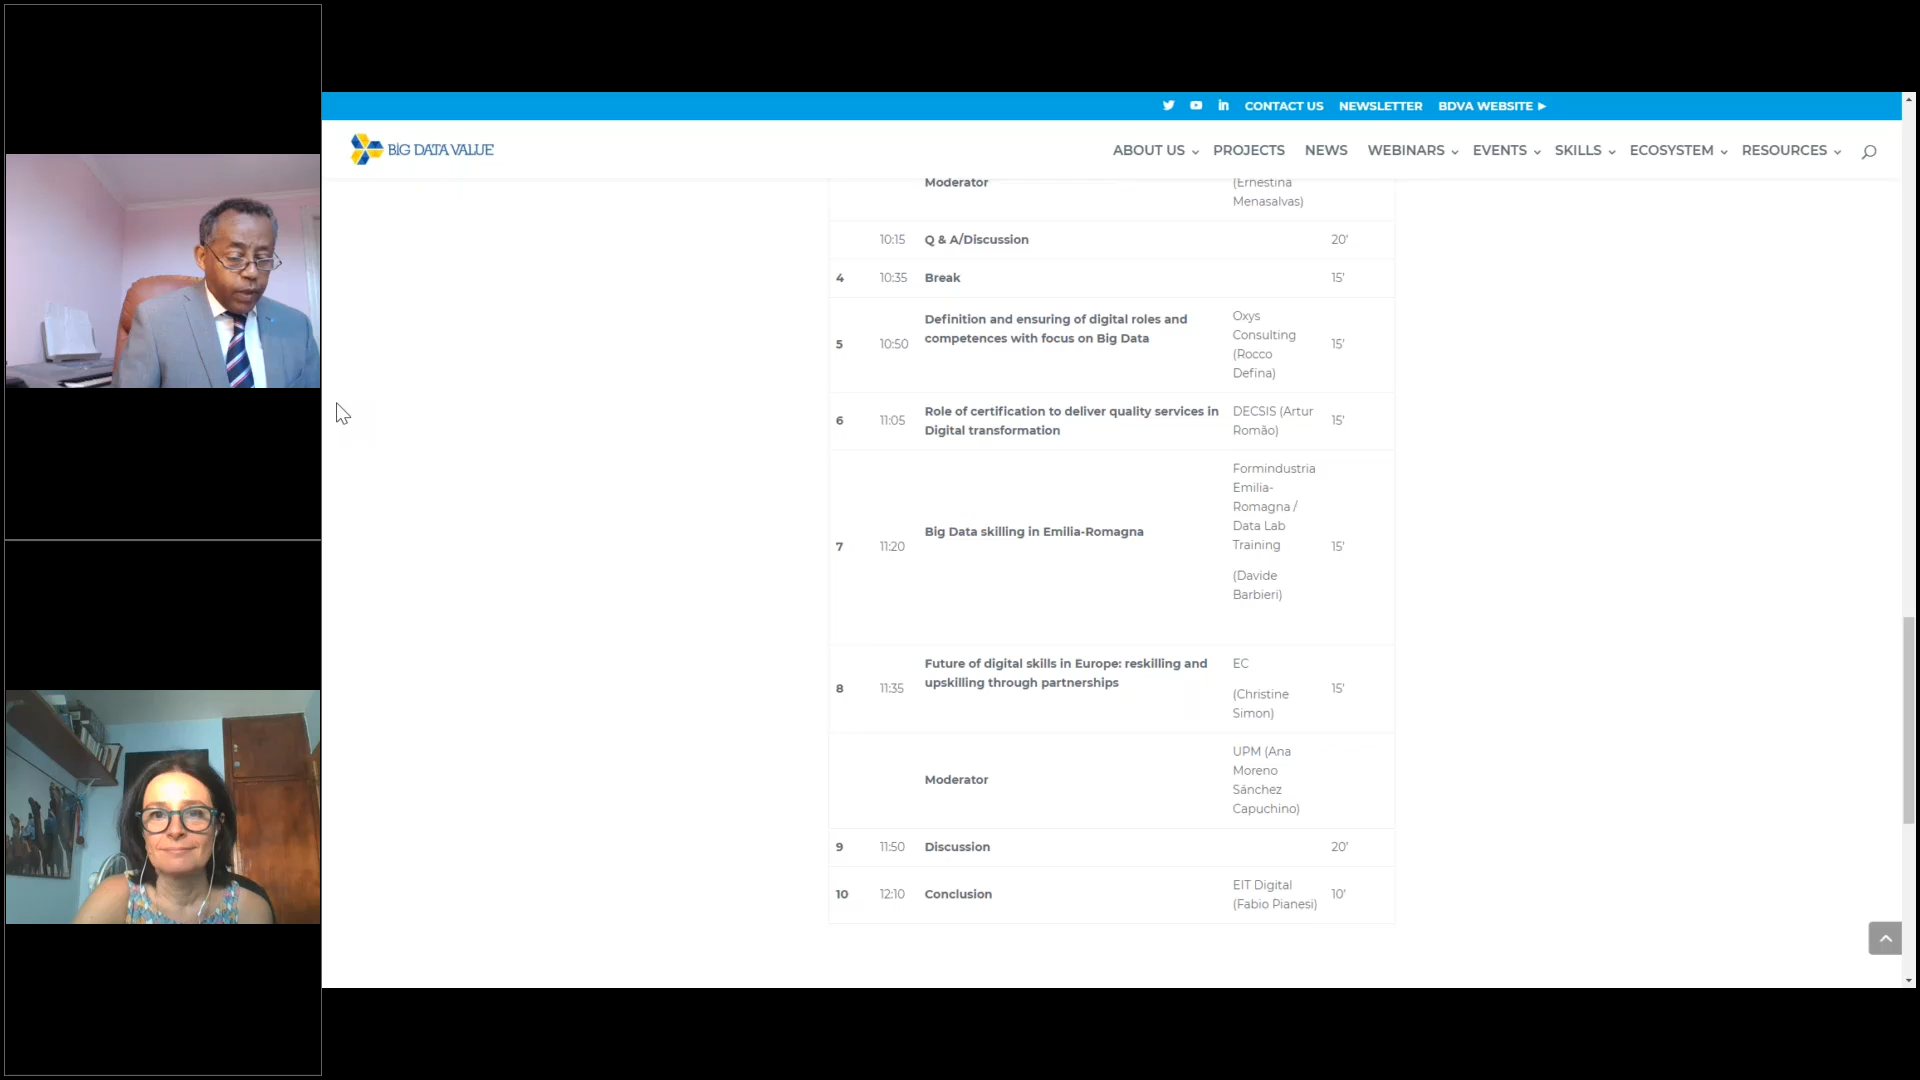 CONTACT US NEWSLETTER BDVA WEBSITE ►
BIG DATA VALUE
ABOUT US PROJECTS NEWS WEBINARS EVENTS SKILLS ECOSYSTEM RESOURCES
Moderator (Ernestina
Menasalvas)
10:15 Q & A/Discussion 20'
4 10:35 Break 15'
5 10:50 Definition and ensuring of digital roles and
competences with focus on Big Data
Oxys
Consulting
(Rocco
Defina)
15'
6 11:05 Role of certification to deliver quality services in
Digital transformation
DECSIS (Artur
Romão)
15'
7 11:20 Big Data skilling in Emilia-Romagna
Formindustria
Emilia-
Romagna /
Data Lab
Training
(Davide
Barbieri)
15'
8 11:35 Future of digital skills in Europe: reskilling and
upskilling through partnerships
EC
(Christine
Simon)
15'
Moderator
UPM (Ana
Moreno
Sánchez
Capuchino)
9 11:50 Discussion 20'
10 12:10 Conclusion
EIT Digital
(Fabio Pianesi)
10'